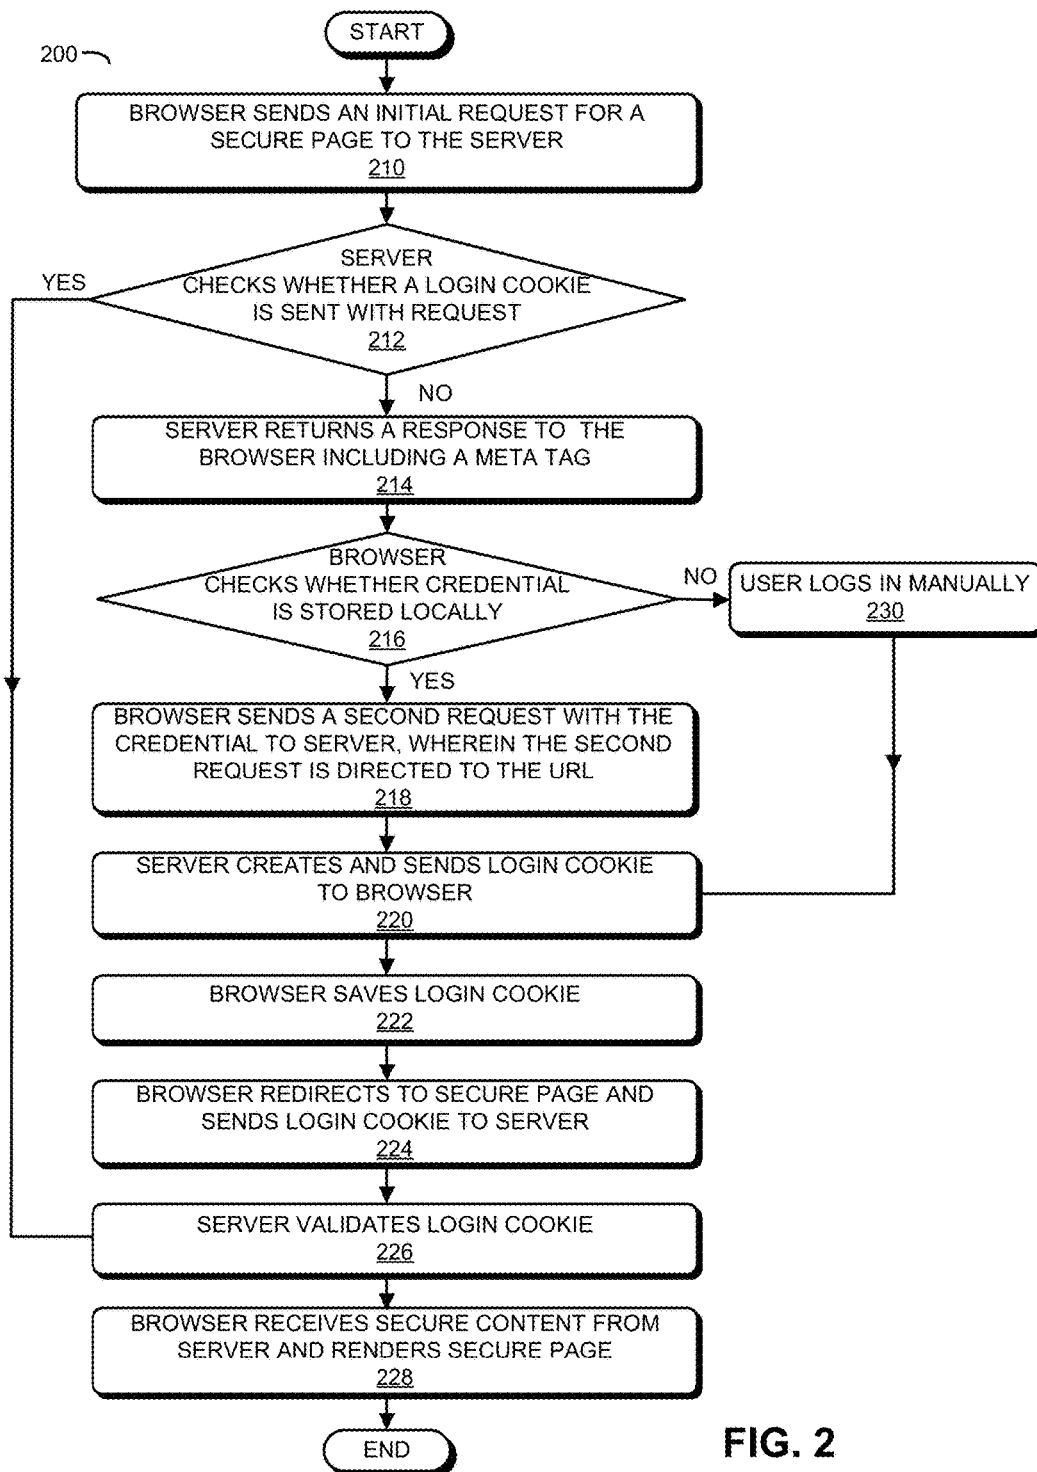 START
200
BROWSER SENDS AN INITIAL REQUEST FOR A
SECURE PAGE TO THE SERVER
210
SERVER
CHECKS WHETHER A LOGIN COOKIE
IS SENT WITH REQUEST
212
YES
NO
SERVER RETURNS A RESPONSE TO THE
BROWSER INCLUDING A META TAG
214
BROWSER
CHECKS WHETHER CREDENTIAL
IS STORED LOCALLY
216
NO
USER LOGS IN MANUALLY
230
YES
BROWSER SENDS A SECOND REQUEST WITH THE
CREDENTIAL TO SERVER, WHEREIN THE SECOND
REQUEST IS DIRECTED TO THE URL
218
SERVER CREATES AND SENDS LOGIN COOKIE
TO BROWSER
220
BROWSER SAVES LOGIN COOKIE
222
BROWSER REDIRECTS TO SECURE PAGE AND
SENDS LOGIN COOKIE TO SERVER
224
SERVER VALIDATES LOGIN COOKIE
226
BROWSER RECEIVES SECURE CONTENT FROM
SERVER AND RENDERS SECURE PAGE
228
END
FIG. 2